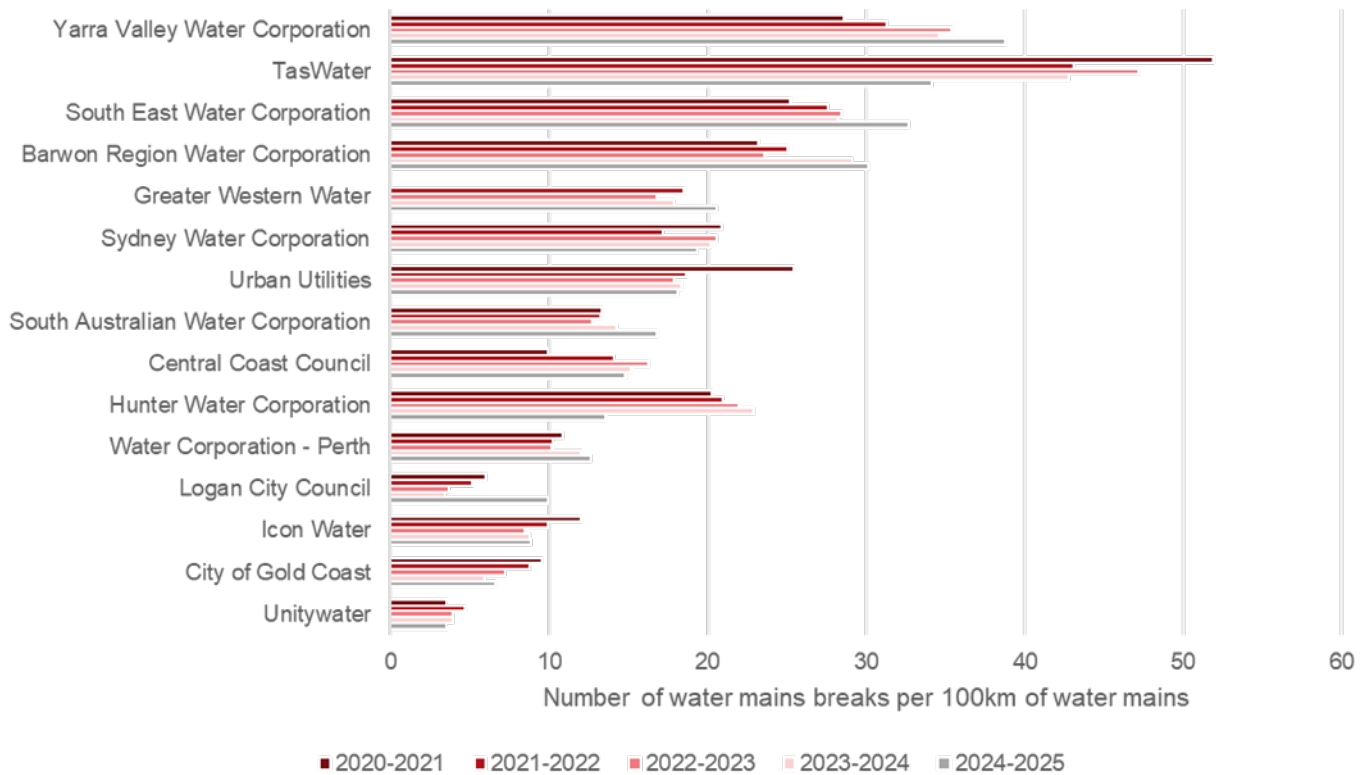 Yarra Valley Water Corporation
TasWater
South East Water Corporation
Barwon Region Water Corporation
Greater Western Water
Sydney Water Corporation
Urban Utilities
South Australian Water Corporation
Central Coast Council
Hunter Water Corporation
Water Corporation - Perth
Logan City Council
Icon Water
City of Gold Coast
Unitywater
0 10 20 30 40 50 60
Number of water mains breaks per 100km of water mains
2020-2021 2021-2022 2022-2023 2023-2024 2024-2025